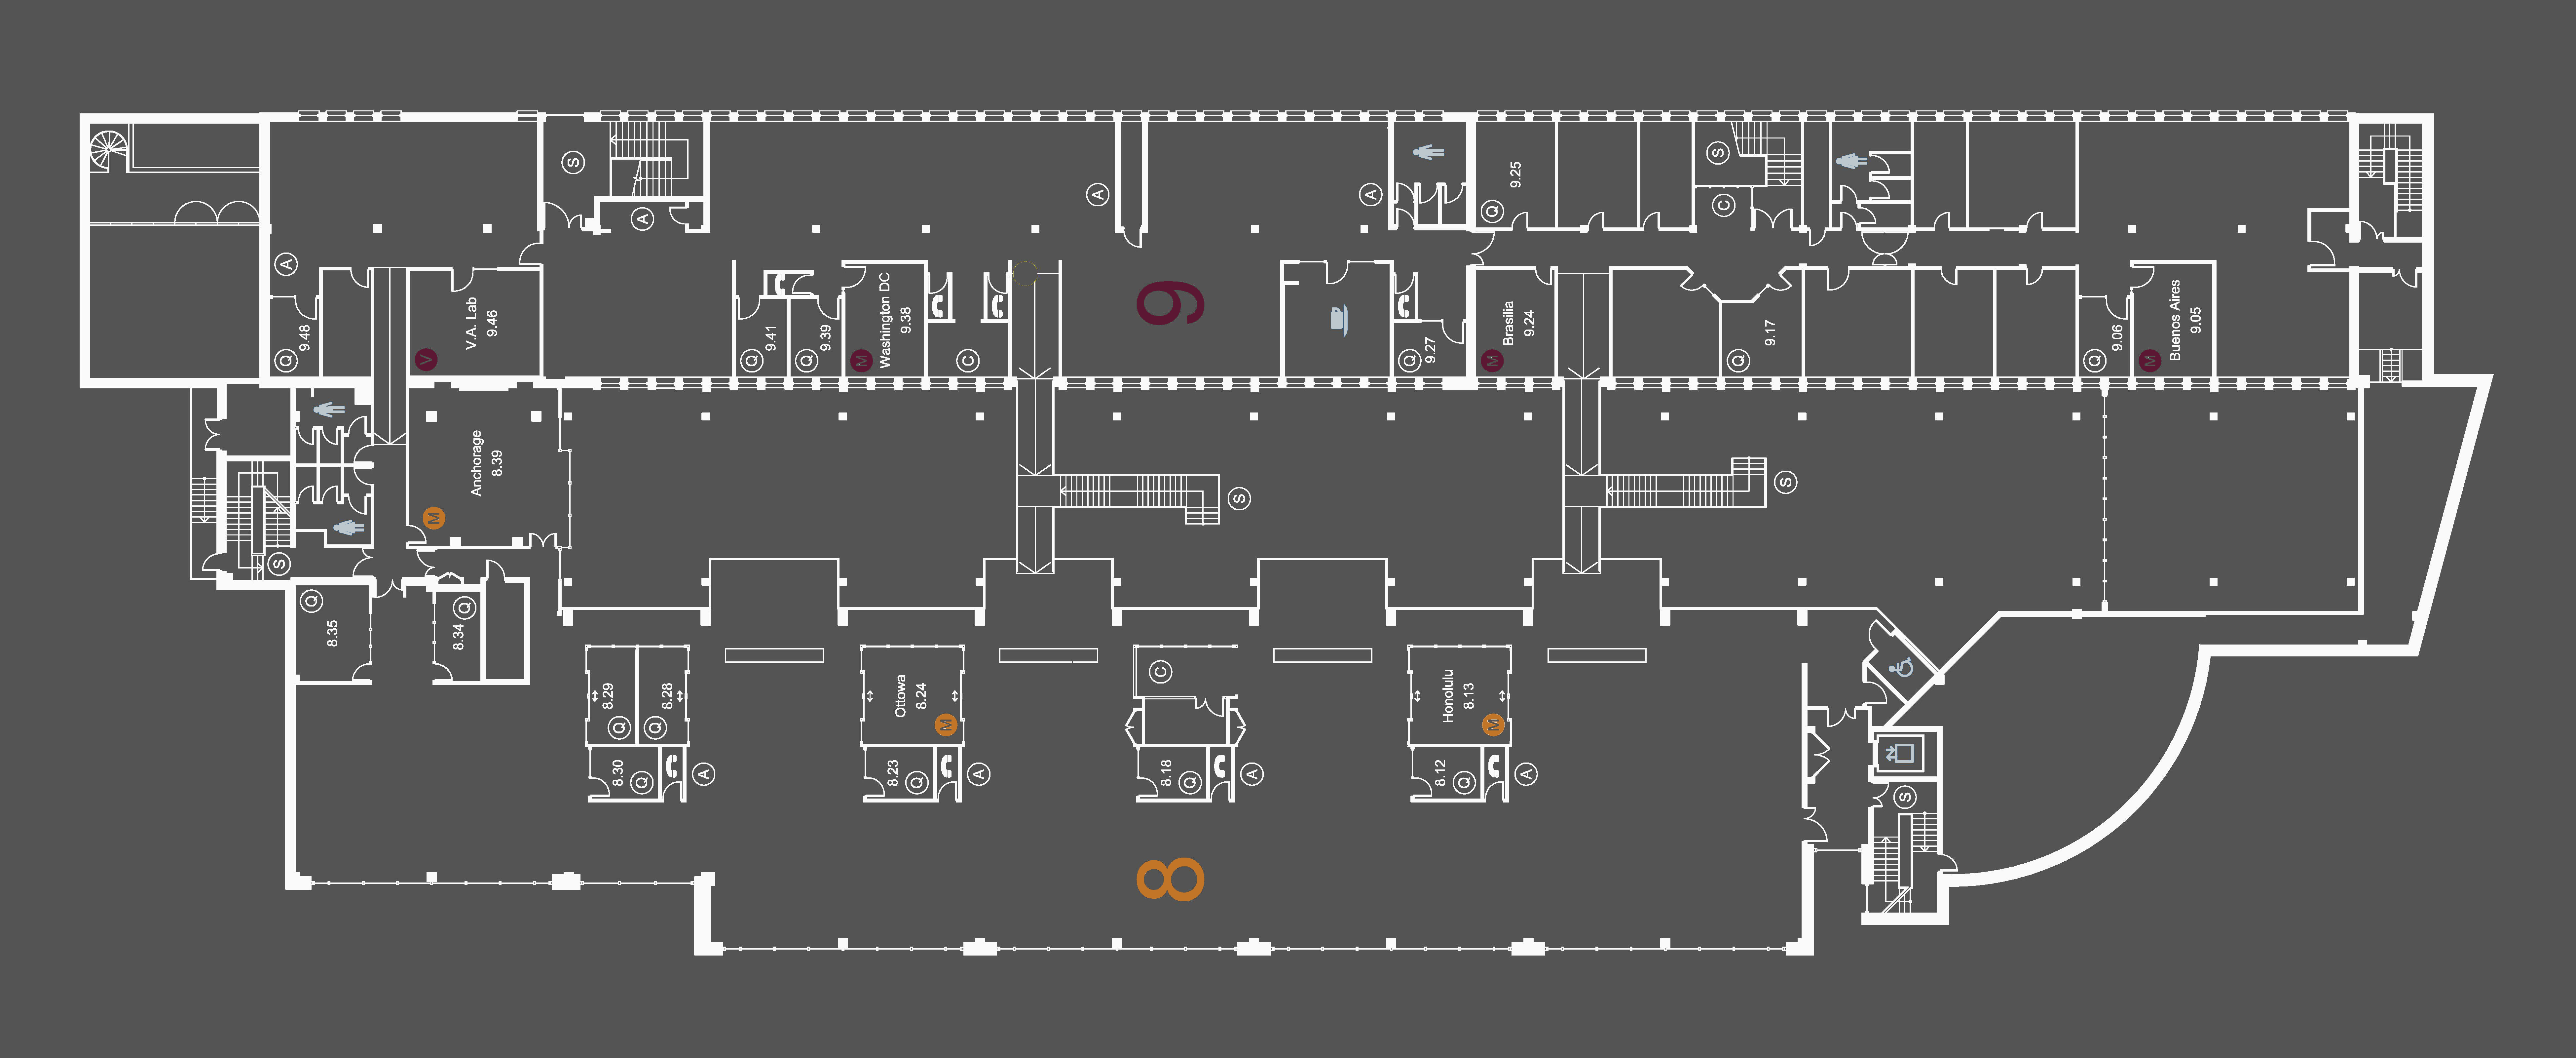 S
A
A
A
9.25
Q
S
C
A
Q
9.48
V.A. Lab
9.46
V
Q
9.41
Q
9.39
Washington DC
9.38
M
C
9
Q
9.27
Brasilia
9.24
M
Q
9.17
Q
9.06
Buenos Aires
9.05
M
Anchorage
8.39
M
S
S
S
Q
8.35
Q
8.34
8.29
Q
8.28
Q
8.30
Q
A
Ottowa
8.24
M
8.23
Q
A
C
8.18
Q
A
Honolulu
8.13
M
8.12
Q
A
S
8